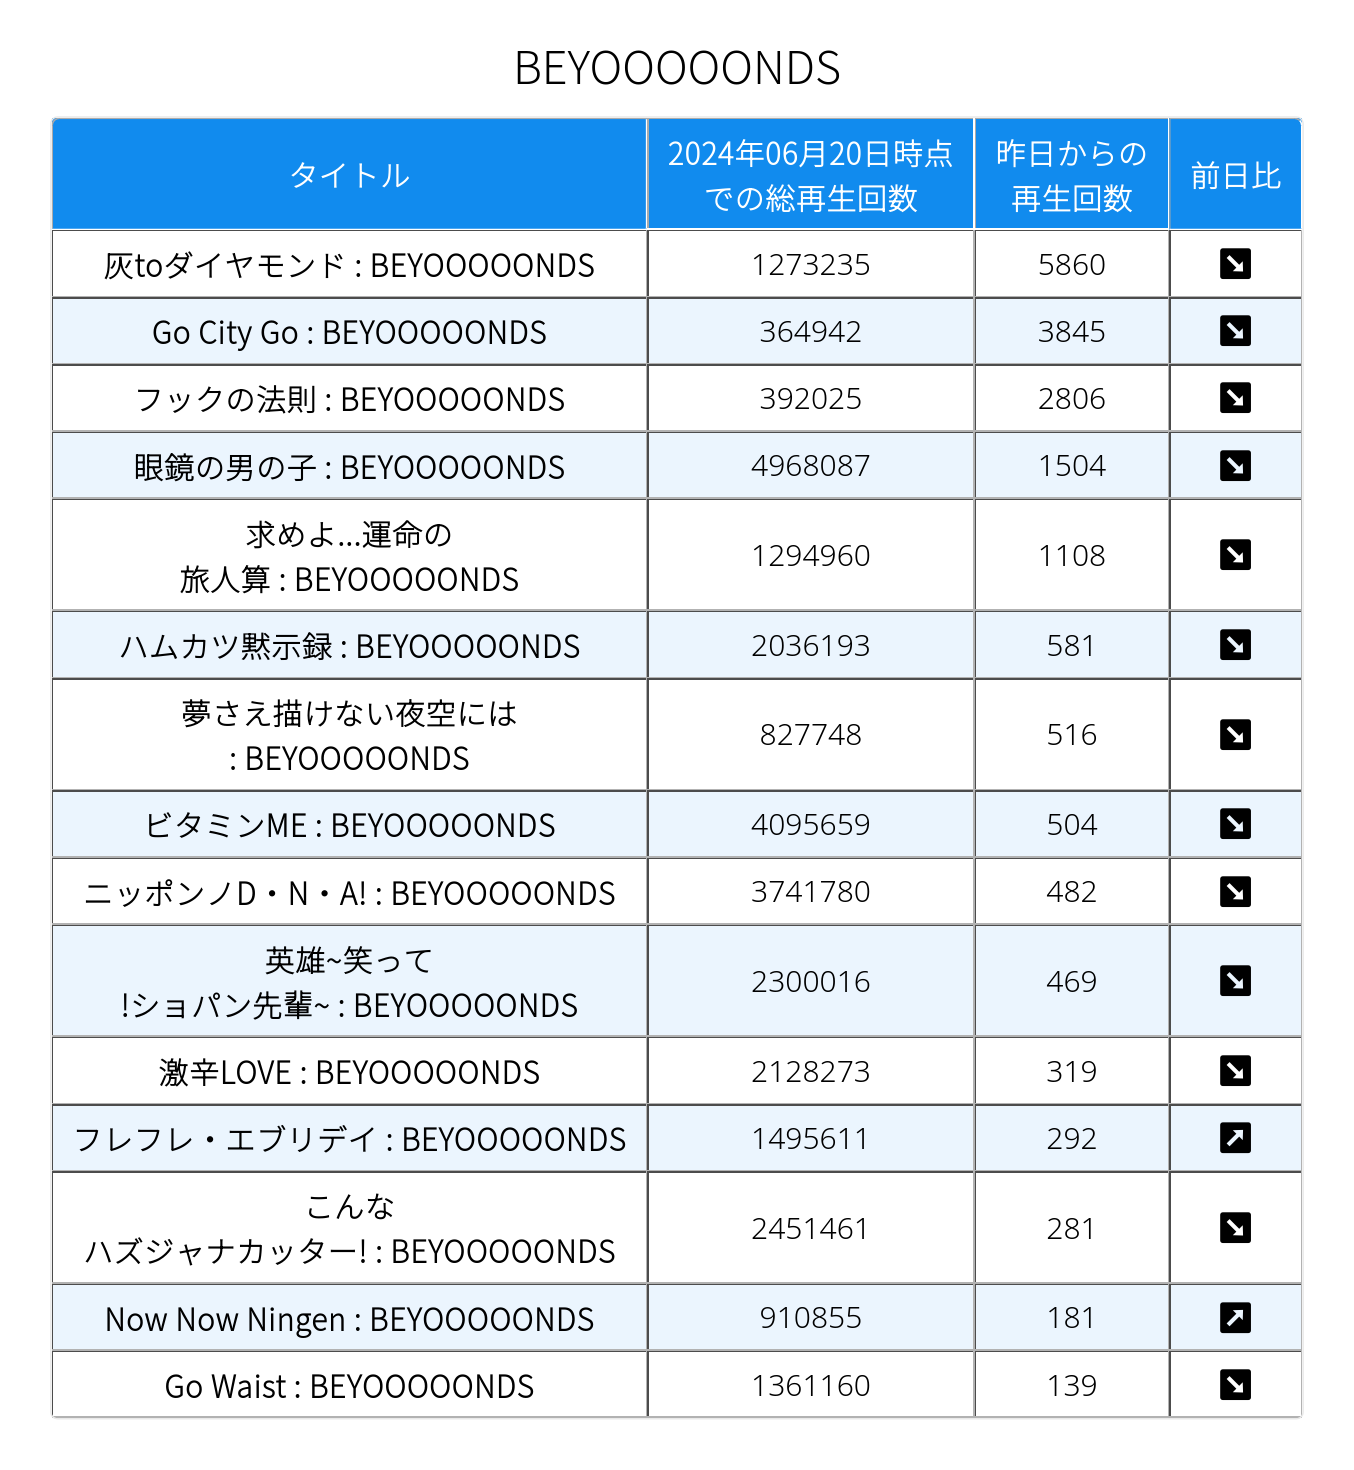 BEYOOOOONDS
タイトル
2024年06月20日時点
での総再生回数
昨日からの
再生回数
前日比
灰toダイヤモンド : BEYOOOOONDS 1273235 5860
Go City Go : BEYOOOOONDS 364942 3845
フックの法則 : BEYOOOOONDS 392025 2806
眼鏡の男の子 : BEYOOOOONDS 4968087 1504
求めよ...運命の
旅人算 : BEYOOOOONDS 1294960 1108
ハムカツ黙示録 : BEYOOOOONDS 2036193 581
夢さえ描けない夜空には
: BEYOOOOONDS 827748 516
ビタミンME : BEYOOOOONDS 4095659 504
ニッポンノD・N・A! : BEYOOOOONDS 3741780 482
英雄~笑って
!ショパン先輩~ : BEYOOOOONDS 2300016 469
激辛LOVE : BEYOOOOONDS 2128273 319
フレフレ・エブリデイ : BEYOOOOONDS 1495611 292
こんな
ハズジャナカッター! : BEYOOOOONDS 2451461 281
Now Now Ningen : BEYOOOOONDS 910855 181
Go Waist : BEYOOOOONDS 1361160 139